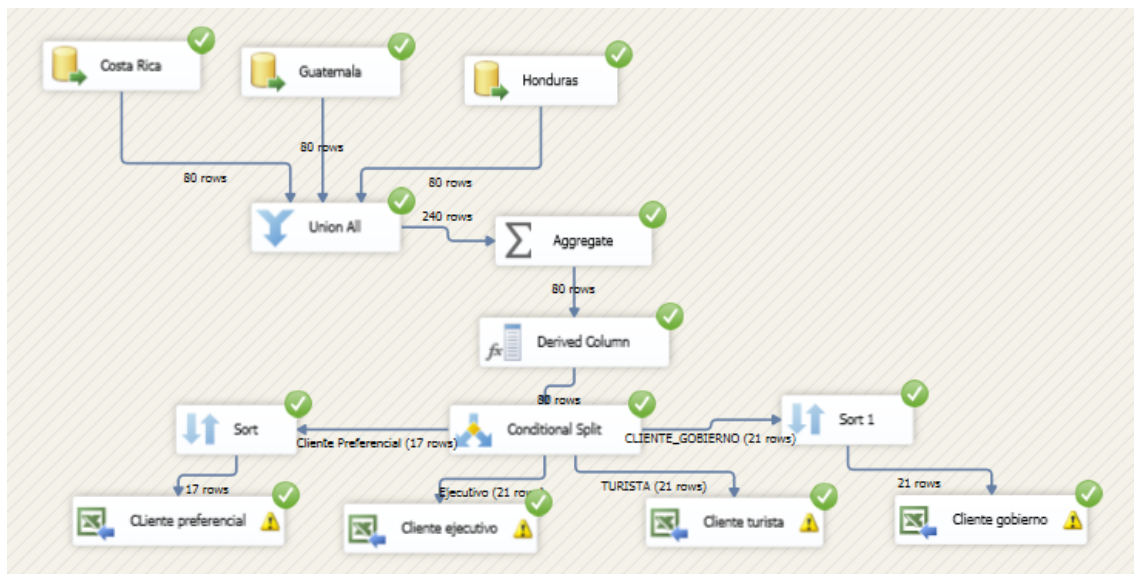 Costa Rica
Guatemala
Honduras
80 rows
80 rows
80 rows
Union All
240 rows
Aggregate
80 rows
fx
Derived Column
80 rows
Sort
Cliente Preferencial (17 rows)
Conditional Split
CLIENTE_GOBIERNO (21 rows)
Sort 1
17 rows
Ejecutivo (21
TURISTA (21 rows)
21 rows
CLiente preferencial
Cliente ejecutivo
Cliente turista
Cliente gobierno